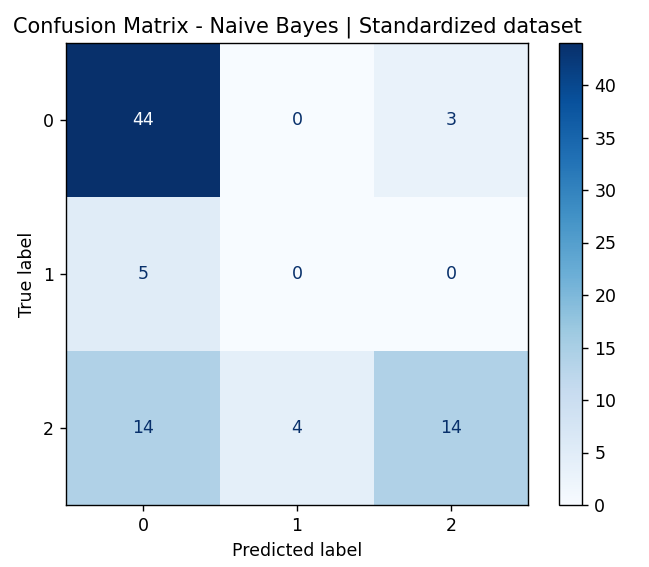 Confusion Matrix - Naive Bayes | Standardized dataset
44 0 3
5 0 0
14 4 14
0
1
2
True label
0 1 2
Predicted label
40
35
30
25
20
15
10
5
0